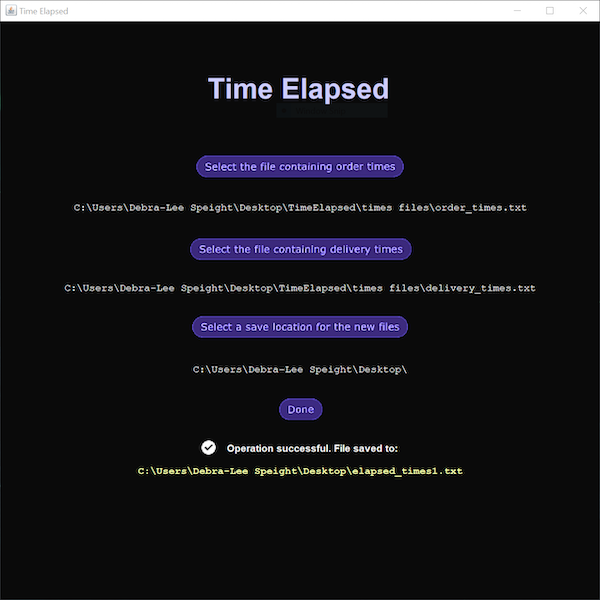 Time Elapsed
Time Elapsed
Select the file containing order times
C:\Users\Debra-Lee Speight\Desktop\TimeElapsed\times files\order_times.txt
Select the file containing delivery times
C:\Users\Debra-Lee Speight\Desktop\TimeElapsed\times files\delivery_times.txt
Select a save location for the new files
C:\Users\Debra-Lee Speight\Desktop\
Done
Operation successful. File saved to:
C:\Users\Debra-Lee Speight\Desktop\elapsed_times1.txt